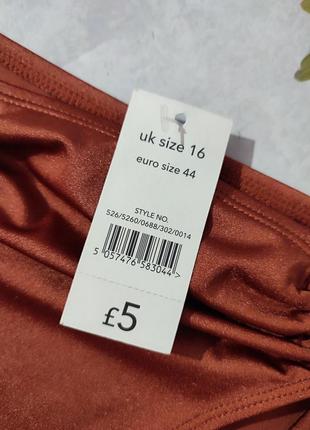 uk size 16
euro size 44
STYLE NO.
526/5260/0688/302/0014
5 057476 583044 >
£5